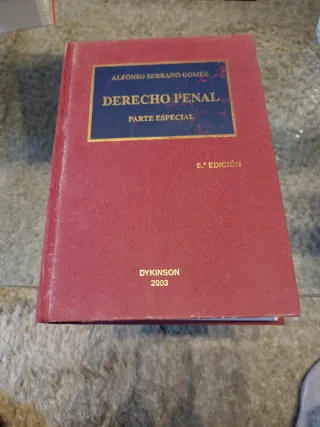 ALFONSO SERRANO GOMEZ
DERECHO PENAL
PARTE ESPECIAL
8.ª EDICIÓN
DYKINSON
2003